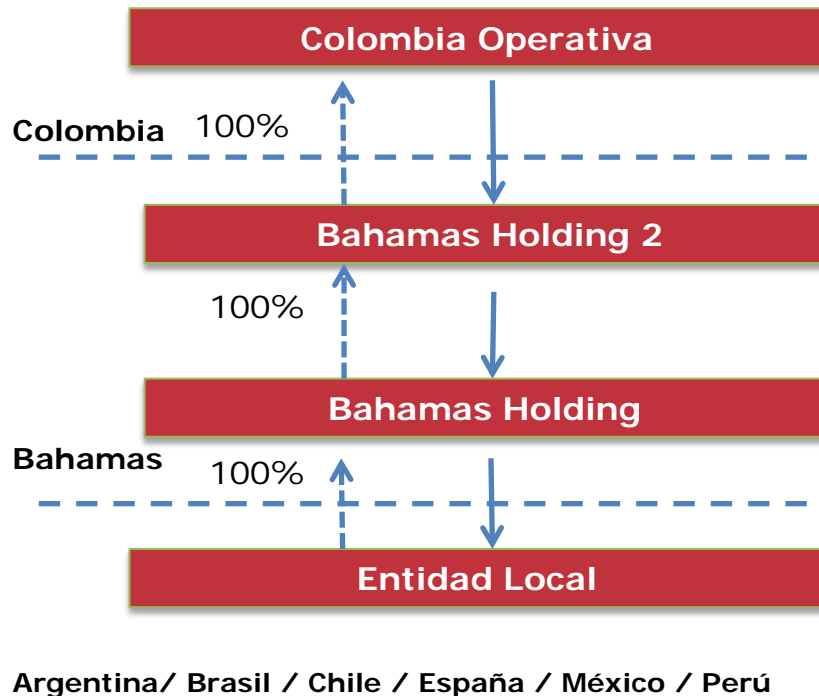 Colombia Operativa
Colombia 100%
Bahamas Holding 2
100%
Bahamas Holding
Bahamas 100%
Entidad Local
Argentina/ Brasil / Chile / España / México / Perú